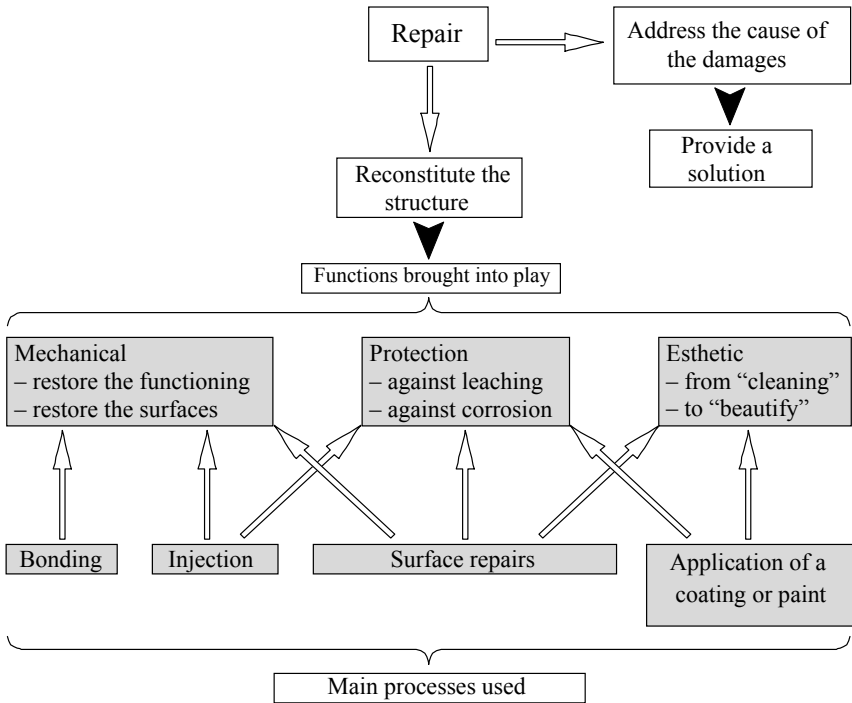 Repair
Address the cause of
the damages
Provide a
solution
Reconstitute the
structure
Functions brought into play
Mechanical
– restore the functioning
– restore the surfaces
Protection
– against leaching
– against corrosion
Esthetic
– from “cleaning”
– to “beautify”
Bonding
Injection
Surface repairs
Application of a
coating or paint
Main processes used